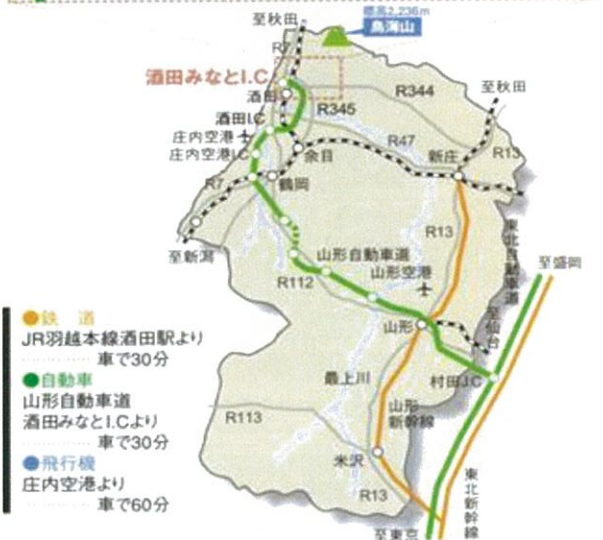 標高2,236m
鳥海山
至秋田
R7
酒田みなとI.C
酒田
R344
至秋田
R345
酒田I.C
庄内空港
庄内空港I.C
R47
余目
新庄
R13
R7
鶴岡
至新潟
R13
東北自動車道
至盛岡
山形自動車道
山形空港
R112
至仙台
山形
●鉄　道
JR羽越本線酒田駅より
………… 車で30分
●自動車
山形自動車道
酒田みなとI.Cより
………… 車で30分
●飛行機
庄内空港より
………… 車で60分
最上川
村田J.C
R113
山形
新幹線
米沢
R13
東北新幹線
至東京